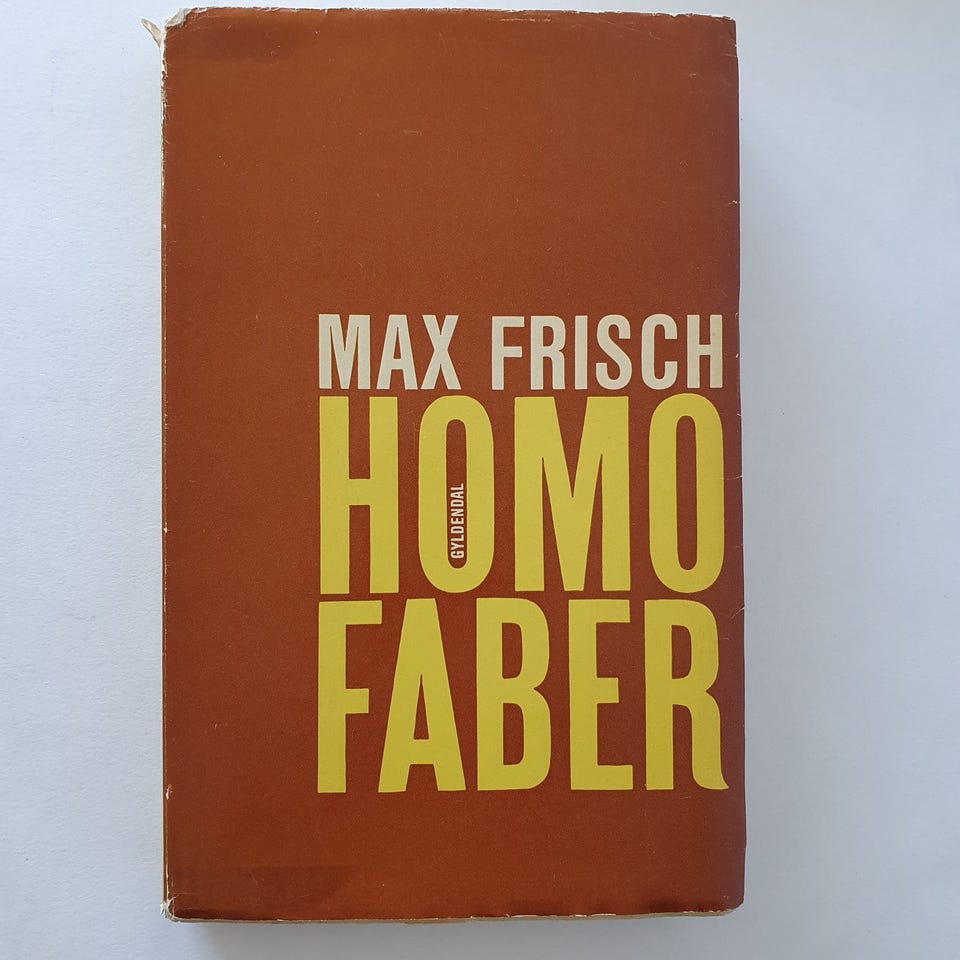 MAX FRISCH
HOMO
GYLDENDAL
FABER